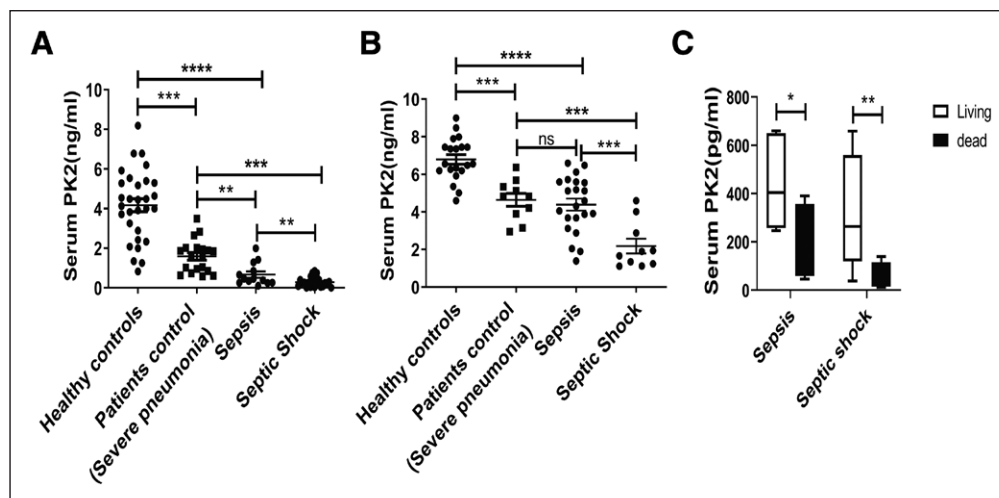 A
Serum PK2(ng/ml)
10
8
6
4
2
0
****
***
***
**
**
Healthy controls
Patients control
(Severe pneumonia)
Sepsis
Septic Shock
B
Serum PK2(ng/ml)
10
8
6
4
2
0
****
***
***
ns
***
Healthy controls
Patients control
(Severe pneumonia)
Sepsis
Septic Shock
C
Serum PK2(pg/ml)
800
600
400
200
0
*
**
Living
dead
Sepsis
Septic shock